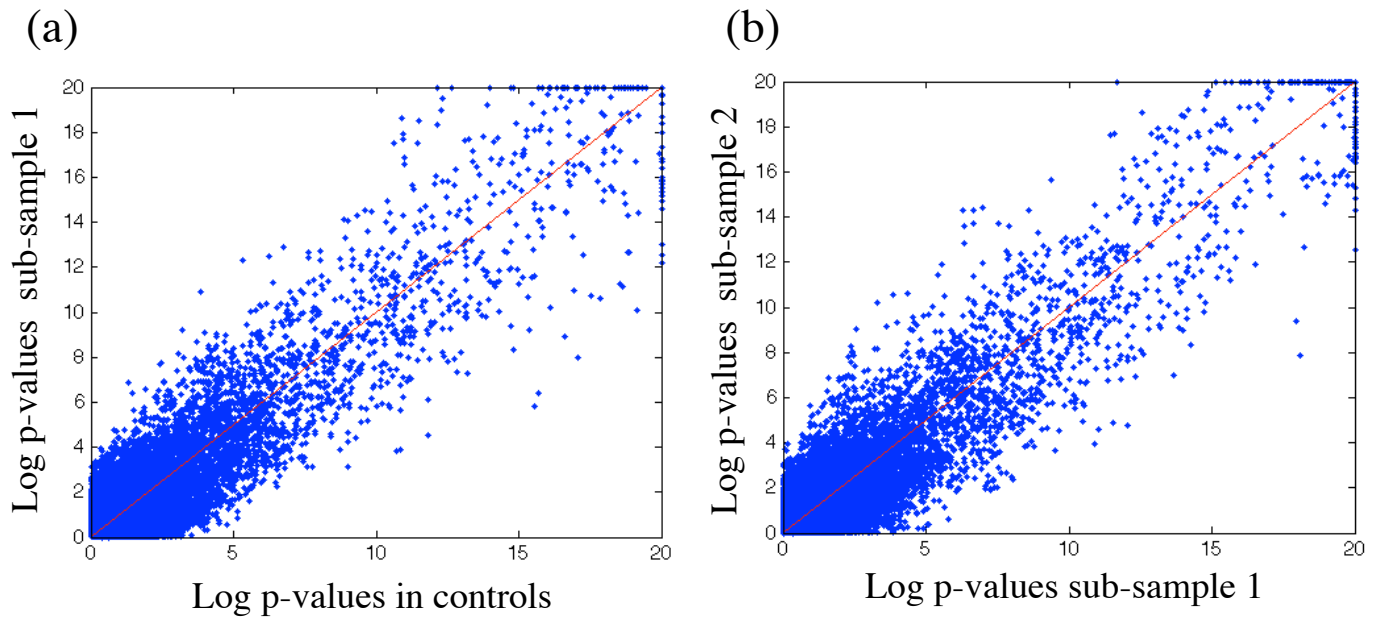 (a)
Log p-values  sub-sample 1
20
18
16
14
12
10
8
6
4
2
0
0 5 10 15 20
Log p-values in controls
(b)
Log p-values  sub-sample 2
20
18
16
14
12
10
8
6
4
2
0
0 5 10 15 20
Log p-values sub-sample 1